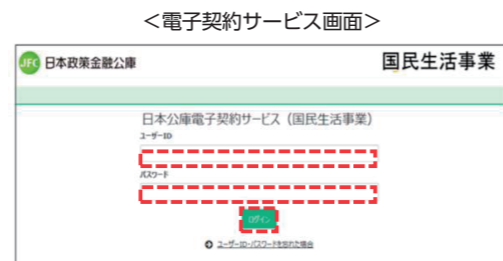 ＜電子契約サービス画面＞
JFC 日本政策金融公庫 国民生活事業
日本公庫電子契約サービス（国民生活事業）
ユーザーID
パスワード
ログイン
ユーザーID・パスワードを忘れた場合